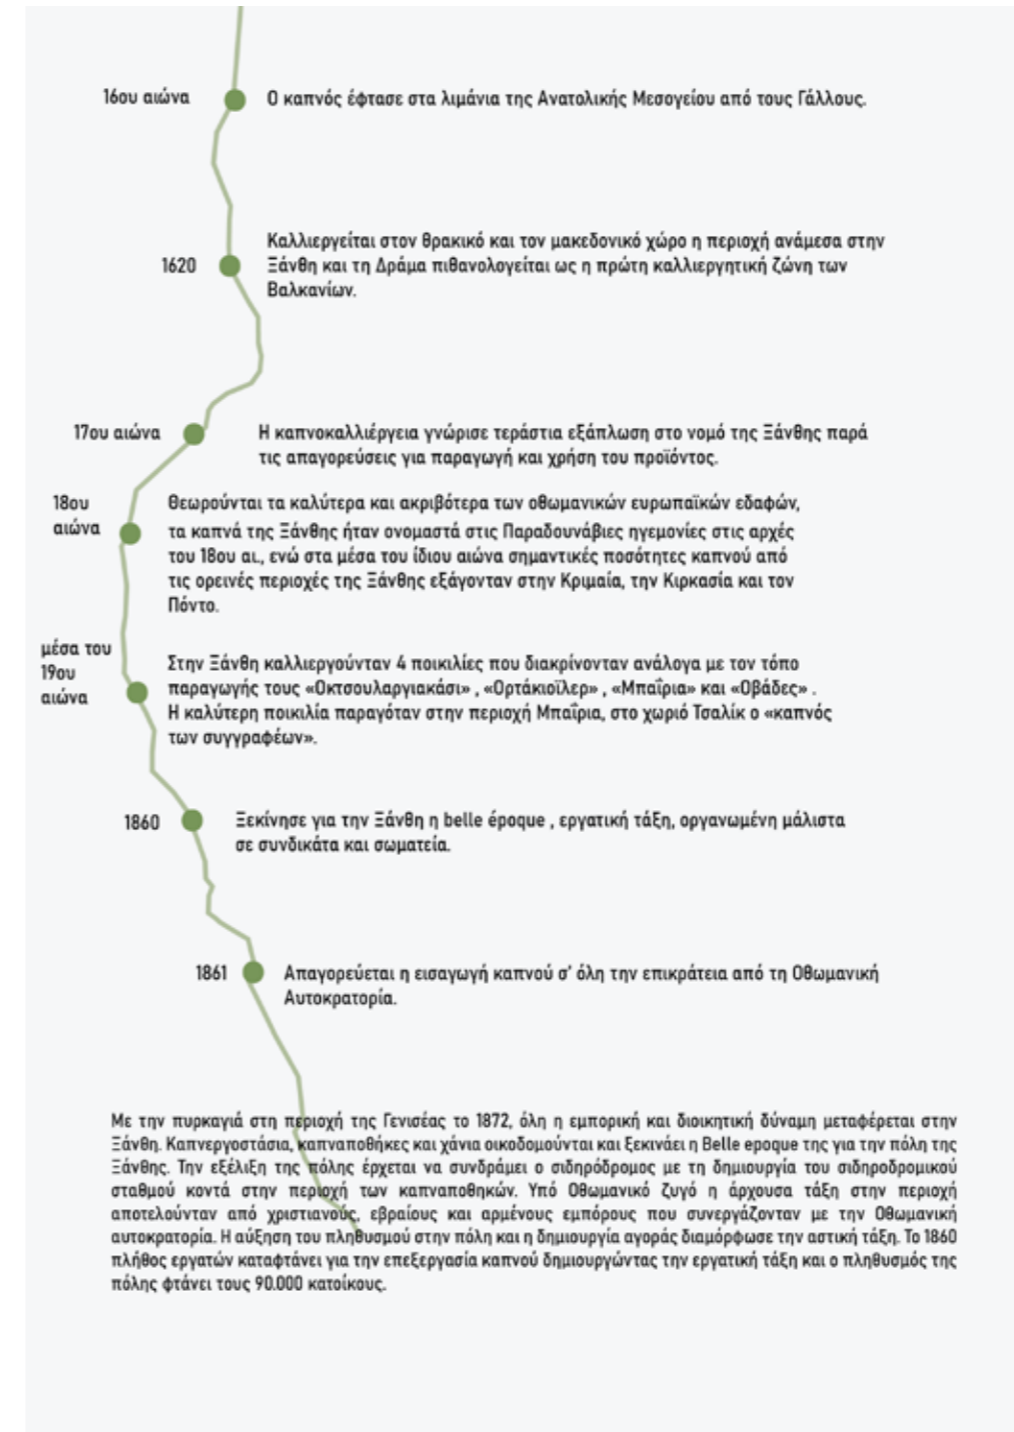 16ου αιώνα
Ο καπνός έφτασε στα λιμάνια της Ανατολικής Μεσογείου από τους Γάλλους.
1620
Καλλιεργείται στον θρακικό και τον μακεδονικό χώρο η περιοχή ανάμεσα στην
Ξάνθη και τη Δράμα πιθανολογείται ως η πρώτη καλλιεργητική ζώνη των
Βαλκανίων.
17ου αιώνα
Η καπνοκαλλιέργεια γνώρισε τεράστια εξάπλωση στο νομό της Ξάνθης παρά
τις απαγορεύσεις για παραγωγή και χρήση του προϊόντος.
18ου
αιώνα
Θεωρούνται τα καλύτερα και ακριβότερα των οθωμανικών ευρωπαϊκών εδαφών,
τα καπνά της Ξάνθης ήταν ονομαστά στις Παραδουνάβιες ηγεμονίες στις αρχές
του 18ου αι., ενώ στα μέσα του ίδιου αιώνα σημαντικές ποσότητες καπνού από
τις ορεινές περιοχές της Ξάνθης εξάγονταν στην Κριμαία, την Κιρκασία και τον
Πόντο.
μέσα του
19ου
αιώνα
Στην Ξάνθη καλλιεργούνταν 4 ποικιλίες που διακρίνονταν ανάλογα με τον τόπο
παραγωγής τους «Οκτσουλαργιακάσι» , «Ορτάκιοϊλερ» , «Μπαΐρια» και «Οβάδες» .
Η καλύτερη ποικιλία παραγόταν στην περιοχή Μπαΐρια, στο χωριό Τσαλίκ ο «καπνός
των συγγραφέων».
1860
Ξεκίνησε για την Ξάνθη η belle époque , εργατική τάξη, οργανωμένη μάλιστα
σε συνδικάτα και σωματεία.
1861
Απαγορεύεται η εισαγωγή καπνού σ' όλη την επικράτεια από τη Οθωμανική
Αυτοκρατορία.
Με την πυρκαγιά στη περιοχή της Γενισέας το 1872, όλη η εμπορική και διοικητική δύναμη μεταφέρεται στην
Ξάνθη. Καπνεργοστάσια, καπναποθήκες και χάνια οικοδομούνται και ξεκινάει η Belle epoque της για την πόλη της
Ξάνθης. Την εξέλιξη της πόλης έρχεται να συνδράμει ο σιδηρόδρομος με τη δημιουργία του σιδηροδρομικού
σταθμού κοντά στην περιοχή των καπναποθηκών. Υπό Οθωμανικό ζυγό η άρχουσα τάξη στην περιοχή
αποτελούνταν από χριστιανούς, εβραίους και αρμένους εμπόρους που συνεργάζονταν με την Οθωμανική
αυτοκρατορία. Η αύξηση του πληθυσμού στην πόλη και η δημιουργία αγοράς διαμόρφωσε την αστική τάξη. Το 1860
πλήθος εργατών καταφτάνει για την επεξεργασία καπνού δημιουργώντας την εργατική τάξη και ο πληθυσμός της
πόλης φτάνει τους 90.000 κατοίκους.